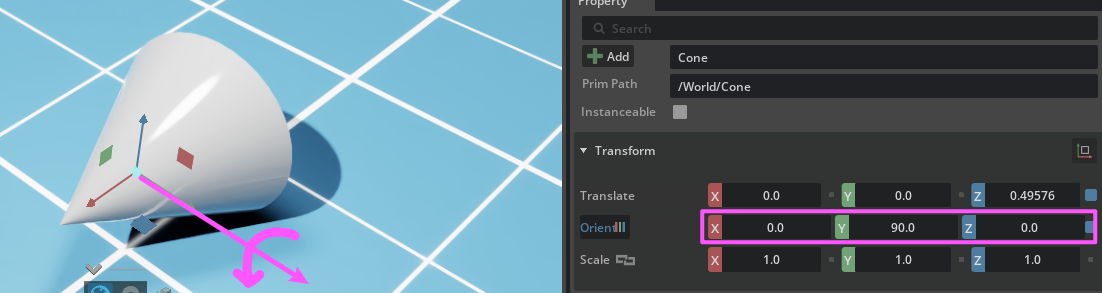 Property
Search
Add Cone
Prim Path /World/Cone
Instanceable
Transform
Translate X 0.0 Y 0.0 Z 0.49576
Orient X 0.0 Y 90.0 Z 0.0
Scale X 1.0 Y 1.0 Z 1.0